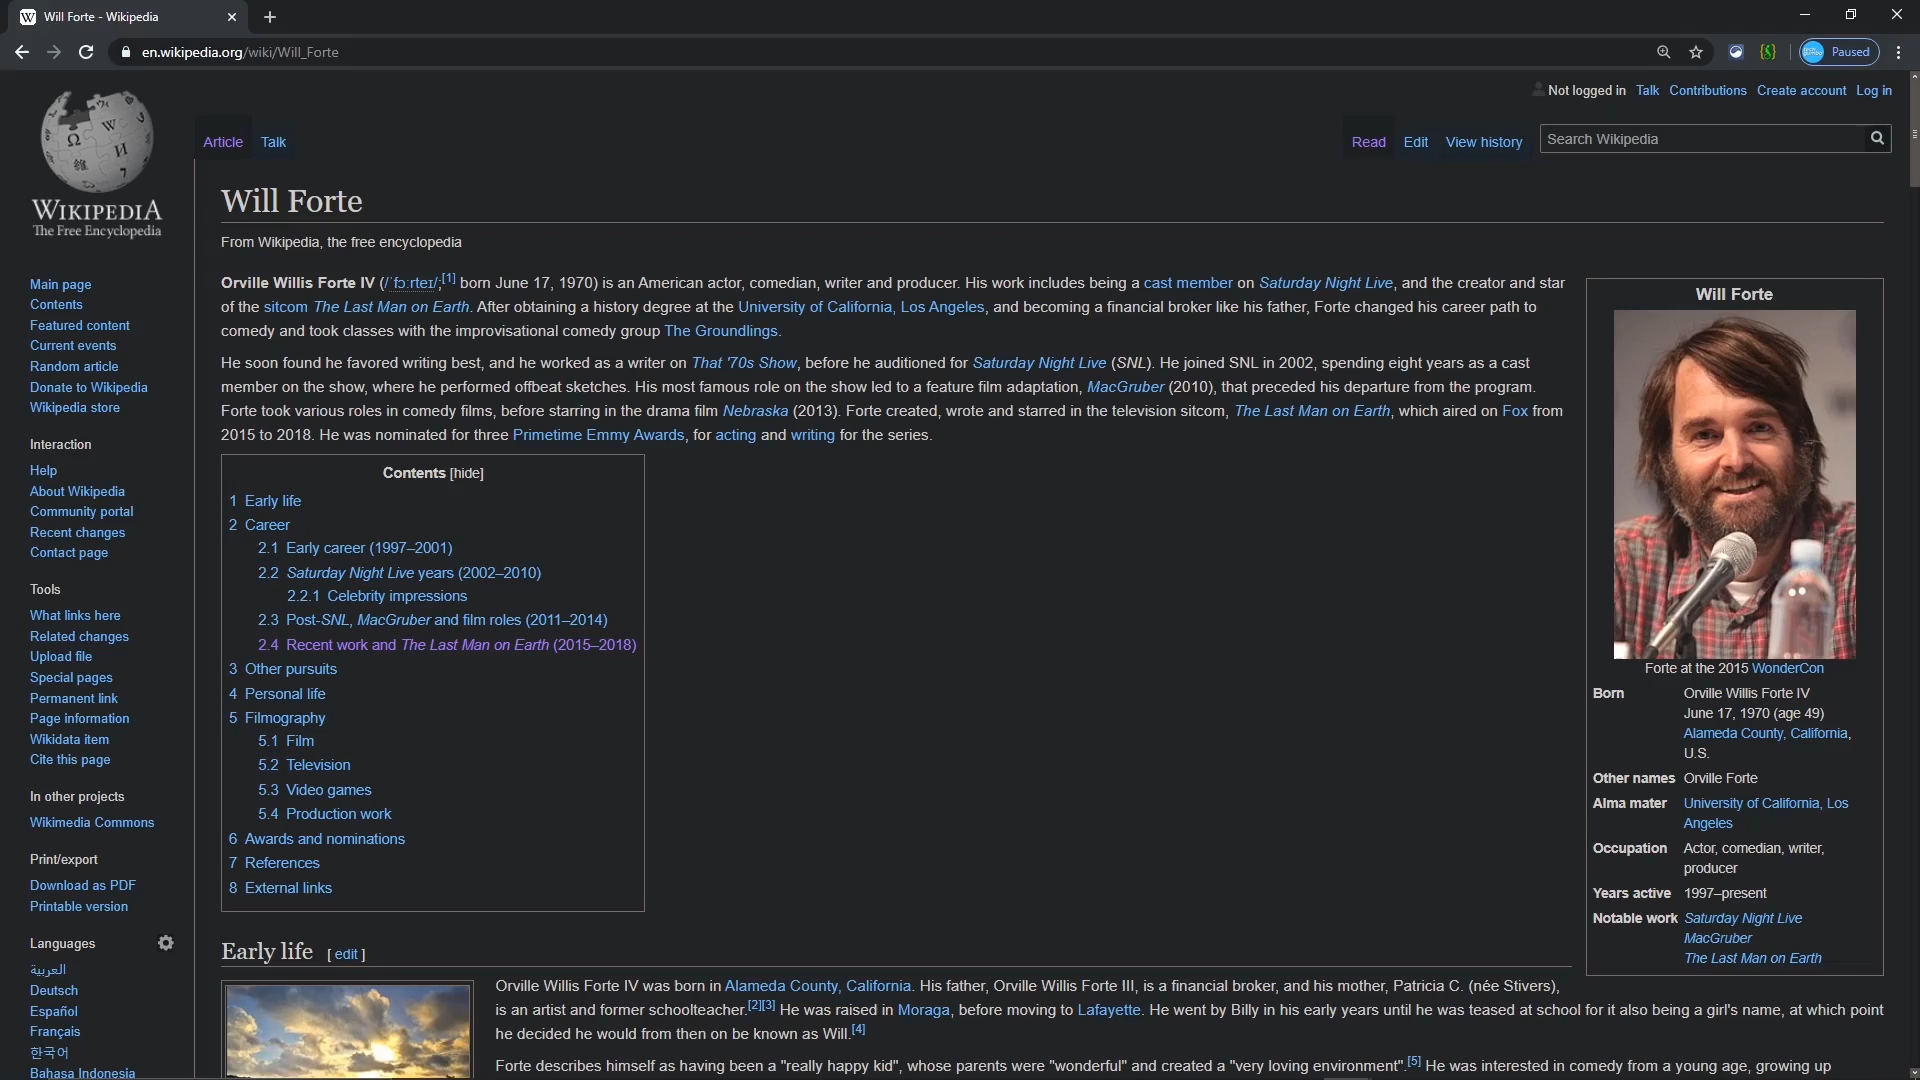 Will Forte - Wikipedia
en.wikipedia.org/wiki/Will_Forte
Paused
Not logged in Talk Contributions Create account Log in
Article Talk
Read Edit View history Search Wikipedia
WIKIPEDIA
The Free Encyclopedia
Main page
Contents
Featured content
Current events
Random article
Donate to Wikipedia
Wikipedia store
Interaction
Help
About Wikipedia
Community portal
Recent changes
Contact page
Tools
What links here
Related changes
Upload file
Special pages
Permanent link
Page information
Wikidata item
Cite this page
In other projects
Wikimedia Commons
Print/export
Download as PDF
Printable version
Languages
العربية
Deutsch
Español
Français
한국어
Bahasa Indonesia
Will Forte
From Wikipedia, the free encyclopedia
Orville Willis Forte IV (/ˈfɔːrteɪ/;[1] born June 17, 1970) is an American actor, comedian, writer and producer. His work includes being a cast member on Saturday Night Live, and the creator and star
of the sitcom The Last Man on Earth. After obtaining a history degree at the University of California, Los Angeles, and becoming a financial broker like his father, Forte changed his career path to
comedy and took classes with the improvisational comedy group The Groundlings.
He soon found he favored writing best, and he worked as a writer on That '70s Show, before he auditioned for Saturday Night Live (SNL). He joined SNL in 2002, spending eight years as a cast
member on the show, where he performed offbeat sketches. His most famous role on the show led to a feature film adaptation, MacGruber (2010), that preceded his departure from the program.
Forte took various roles in comedy films, before starring in the drama film Nebraska (2013). Forte created, wrote and starred in the television sitcom, The Last Man on Earth, which aired on Fox from
2015 to 2018. He was nominated for three Primetime Emmy Awards, for acting and writing for the series.
Contents [hide]
1 Early life
2 Career
2.1 Early career (1997–2001)
2.2 Saturday Night Live years (2002–2010)
2.2.1 Celebrity impressions
2.3 Post-SNL, MacGruber and film roles (2011–2014)
2.4 Recent work and The Last Man on Earth (2015–2018)
3 Other pursuits
4 Personal life
5 Filmography
5.1 Film
5.2 Television
5.3 Video games
5.4 Production work
6 Awards and nominations
7 References
8 External links
Will Forte
Forte at the 2015 WonderCon
Born Orville Willis Forte IV
June 17, 1970 (age 49)
Alameda County, California,
U.S.
Other names Orville Forte
Alma mater University of California, Los
Angeles
Occupation Actor, comedian, writer,
producer
Years active 1997–present
Notable work Saturday Night Live
MacGruber
The Last Man on Earth
Early life [ edit ]
Orville Willis Forte IV was born in Alameda County, California. His father, Orville Willis Forte III, is a financial broker, and his mother, Patricia C. (née Stivers),
is an artist and former schoolteacher.[2][3] He was raised in Moraga, before moving to Lafayette. He went by Billy in his early years until he was teased at school for it also being a girl's name, at which point
he decided he would from then on be known as Will.[4]
Forte describes himself as having been a "really happy kid", whose parents were "wonderful" and created a "very loving environment".[5] He was interested in comedy from a young age, growing up